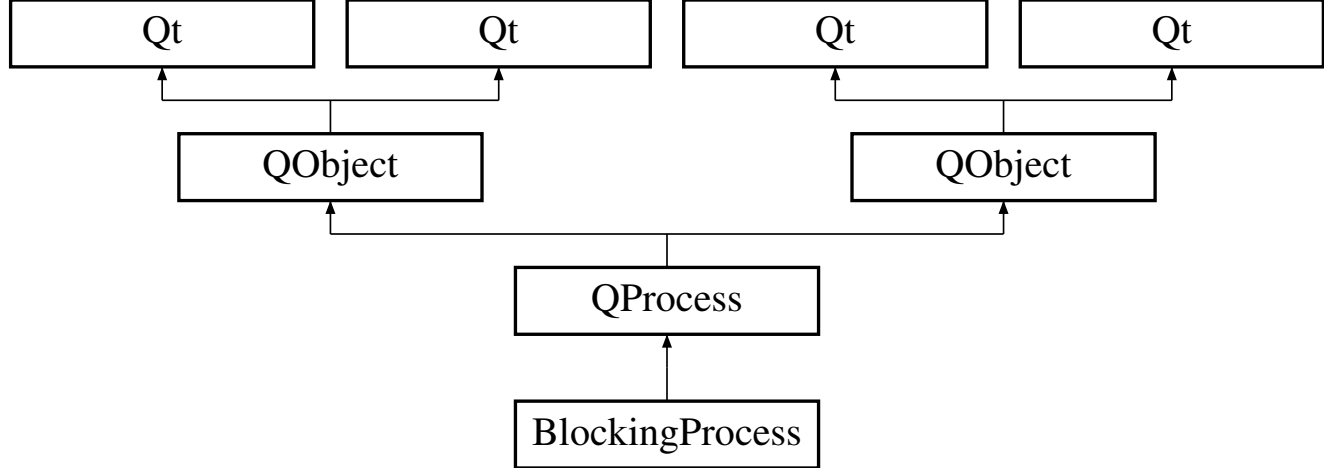 Qt
Qt
Qt
Qt
QObject
QObject
QProcess
BlockingProcess